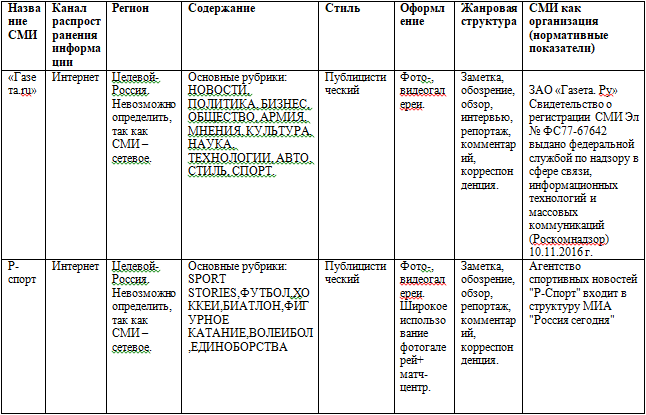 Назва
ние
СМИ
Канал
распрост
ранения
информа
ции
Регион
Содержание
Стиль
Оформл
ение
Жанровая
структура
СМИ как
организация
(нормативные
показатели)
«Газе
та.ru»
Интернет
Целевой-
Россия.
Невозможно
определить,
так как
СМИ –
сетевое.
Основные рубрики:
НОВОСТИ,
ПОЛИТИКА, БИЗНЕС,
ОБЩЕСТВО, АРМИЯ,
МНЕНИЯ, КУЛЬТУРА,
НАУКА,
ТЕХНОЛОГИИ, АВТО,
СТИЛЬ, СПОРТ.
Публицисти
ческий
Фото-,
видеогал
ереи.
Заметка,
обозрение,
обзор,
интервью,
репортаж,
комментар
ий,
корреспон
денция.
ЗАО «Газета. Ру»
Свидетельство о
регистрации СМИ Эл
№ ФС77-67642
выдано федеральной
службой по надзору в
сфере связи,
информационных
технологий и
массовых
коммуникаций
(Роскомнадзор)
10.11.2016 г.
Р-
спорт
Интернет
Целевой-
Россия.
Невозможно
определить,
так как
СМИ –
сетевое.
Основные рубрики:
SPORT
STORIES,ФУТБОЛ,ХО
ККЕЙ,БИАТЛОН,ФИГ
УРНОЕ
КАТАНИЕ,ВОЛЕЙБОЛ
,ЕДИНОБОРСТВА
Публицисти
ческий
Фото-,
видеогал
ереи.
Широкое
использо
вание
фотогале
рей+
матч-
центр.
Заметка,
обозрение,
обзор,
репортаж,
комментар
ий,
корреспон
денция.
Агентство
спортивных новостей
"Р-Спорт" входит в
структуру МИА
"Россия сегодня"